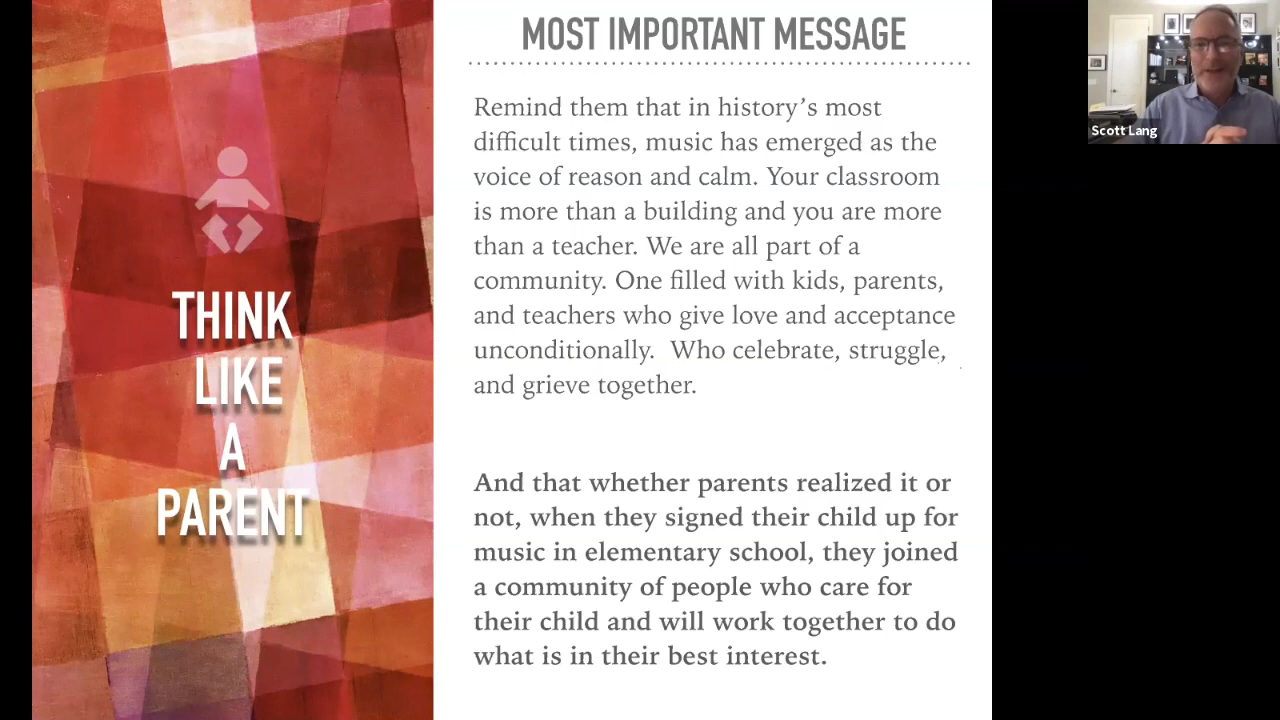 THINK
LIKE
A
PARENT
MOST IMPORTANT MESSAGE
Remind them that in history’s most
difficult times, music has emerged as the
voice of reason and calm. Your classroom
is more than a building and you are more
than a teacher. We are all part of a
community. One filled with kids, parents,
and teachers who give love and acceptance
unconditionally.  Who celebrate, struggle,
and grieve together.
And that whether parents realized it or
not, when they signed their child up for
music in elementary school, they joined
a community of people who care for
their child and will work together to do
what is in their best interest.
Scott Lang